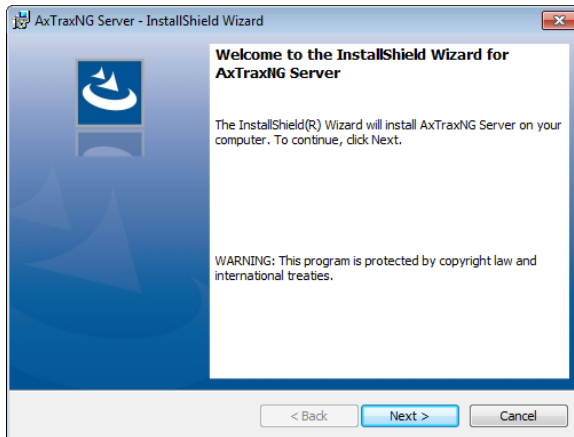 AxTraxNG Server - InstallShield Wizard
Welcome to the InstallShield Wizard for
AxTraxNG Server
The InstallShield(R) Wizard will install AxTraxNG Server on your
computer. To continue, click Next.
WARNING: This program is protected by copyright law and
international treaties.
< Back
Next >
Cancel